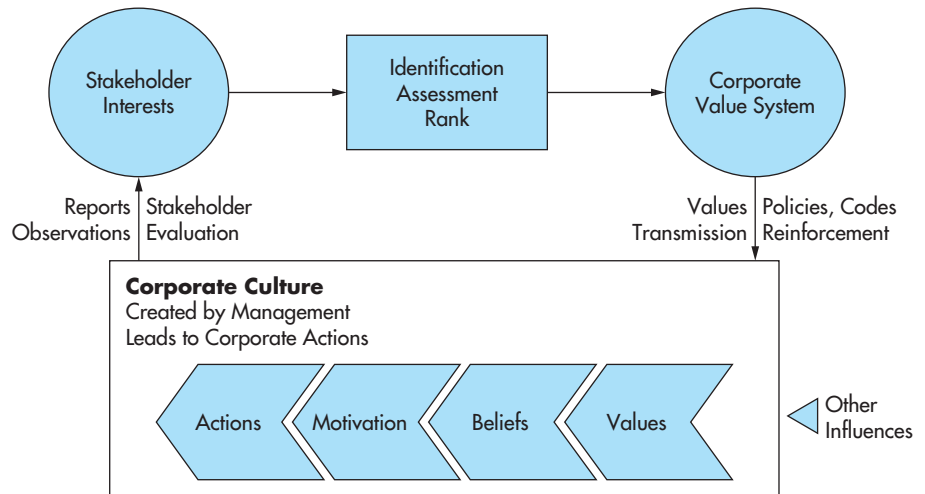 Stakeholder
Interests
Identification
Assessment
Rank
Corporate
Value System
Reports
Observations
Stakeholder
Evaluation
Values
Transmission
Policies, Codes
Reinforcement
Corporate Culture
Created by Management
Leads to Corporate Actions
Actions
Motivation
Beliefs
Values
Other
Influences